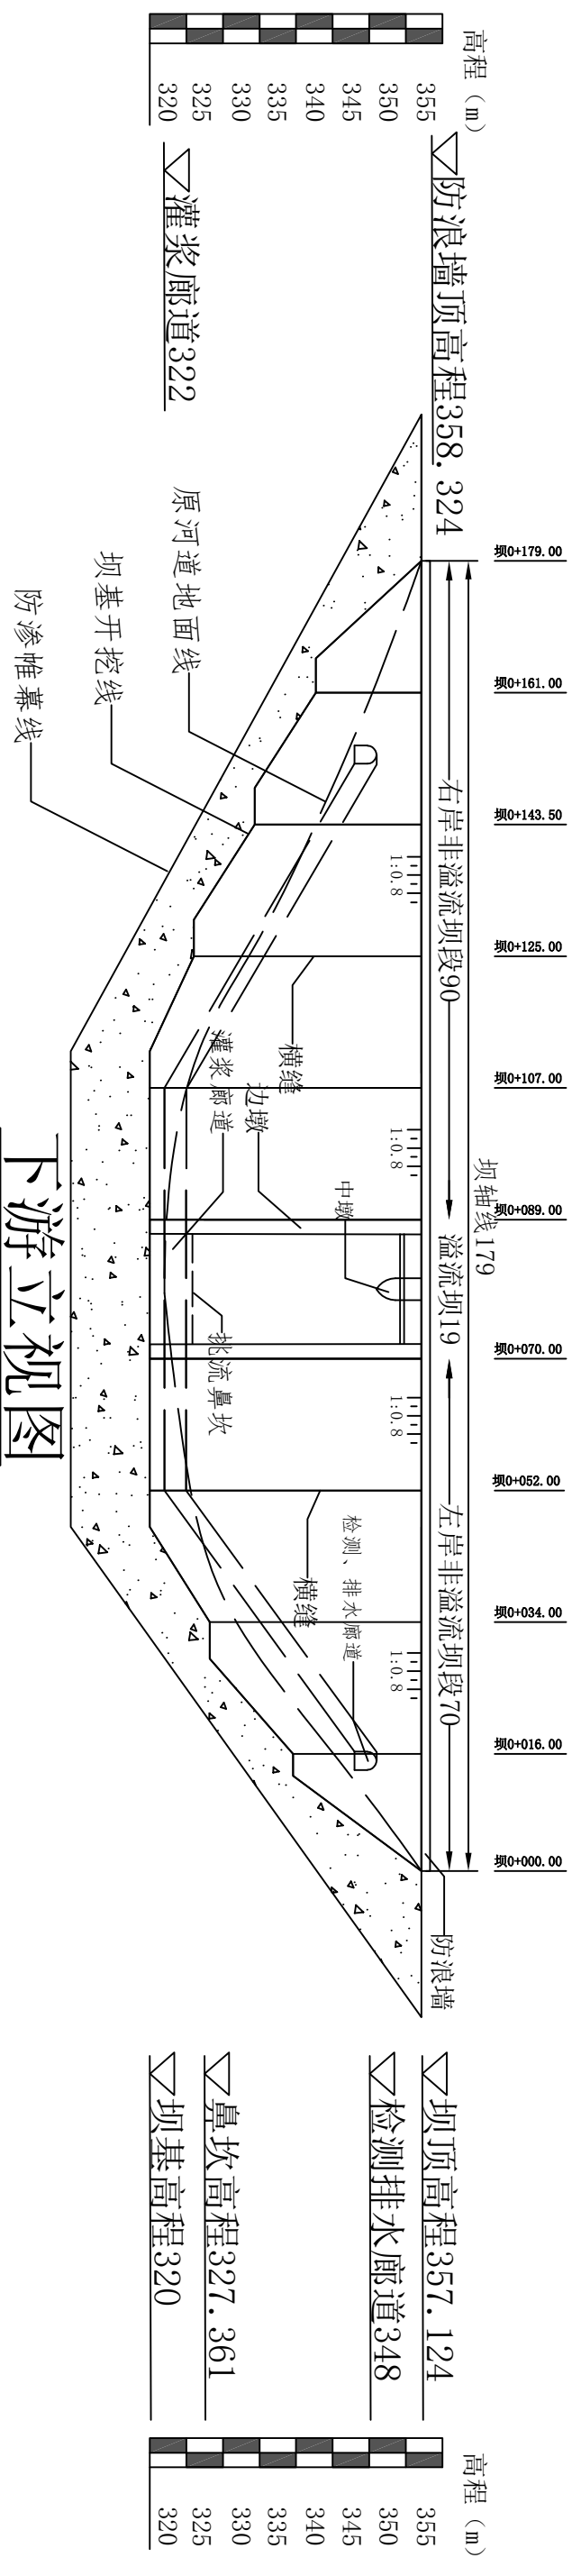 高程（m）
355
350
345
340
335
330
325
320
防浪墙顶高程358.324
灌浆廊道322
坝0+179.00
坝0+161.00
坝0+143.50
坝0+125.00
坝0+107.00
坝0+089.00
坝0+070.00
坝0+052.00
坝0+034.00
坝0+016.00
坝0+000.00
坝轴线179
右岸非溢流坝段90
溢流坝19
左岸非溢流坝段70
1:0.8
1:0.8
1:0.8
1:0.8
原河道地面线
坝基开挖线
防渗帷幕线
横缝
边墩
灌浆廊道
中墩
挑流鼻坎
横缝
检测、排水廊道
防浪墙
下游立视图
坝顶高程357.124
检测排水廊道348
鼻坎高程327.361
坝基高程320
高程（m）
355
350
345
340
335
330
325
320